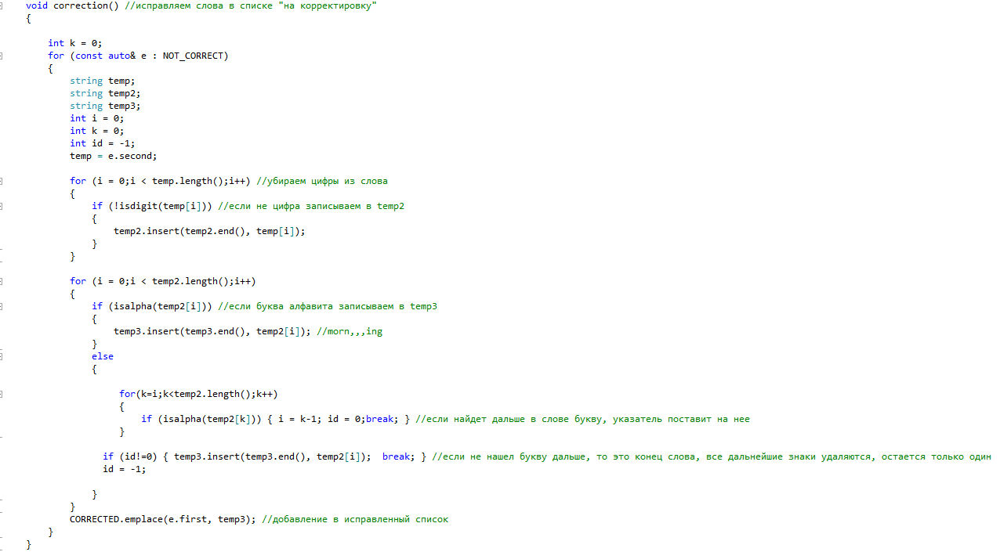 void correction() //исправляем слова в списке "на корректировку"
{
int k = 0;
for (const auto& e : NOT_CORRECT)
{
string temp;
string temp2;
string temp3;
int i = 0;
int k = 0;
int id = -1;
temp = e.second;
for (i = 0;i < temp.length();i++) //убираем цифры из слова
{
if (!isdigit(temp[i])) //если не цифра записываем в temp2
{
temp2.insert(temp2.end(), temp[i]);
}
}
for (i = 0;i < temp2.length();i++)
{
if (isalpha(temp2[i])) //если буква алфавита записываем в temp3
{
temp3.insert(temp3.end(), temp2[i]); //morn,,,ing
}
else
{
for(k=i;k<temp2.length();k++)
{
if (isalpha(temp2[k])) { i = k-1; id = 0;break; } //если найдет дальше в слове букву, указатель поставит на нее
}
if (id!=0) { temp3.insert(temp3.end(), temp2[i]);  break; } //если не нашел букву дальше, то это конец слова, все дальнейшие знаки удаляются, остается только один
id = -1;
}
}
CORRECTED.emplace(e.first, temp3); //добавление в исправленный список
}
}